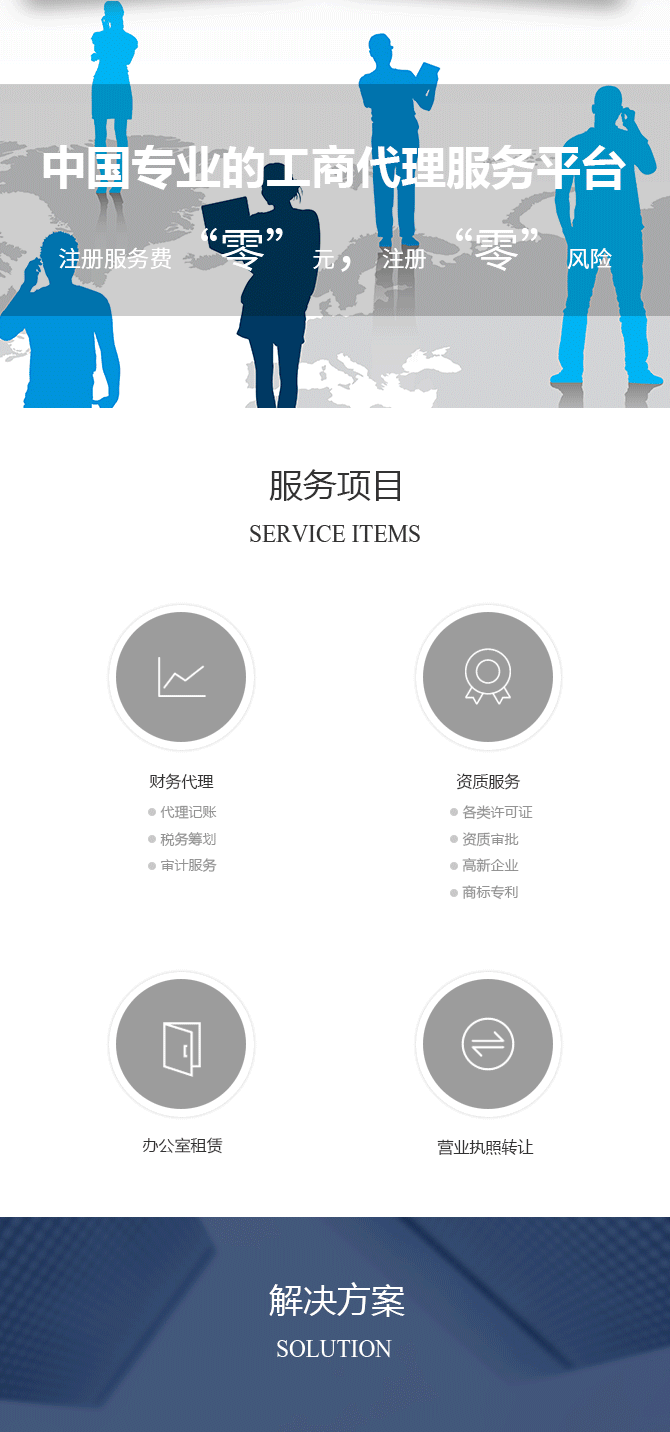 中国专业的工商代理服务平台
注册服务费 “零” 元，注册 “零” 风险
服务项目
SERVICE ITEMS
财务代理
代理记账
税务筹划
审计服务
资质服务
各类许可证
资质审批
高新企业
商标专利
办公室租赁
营业执照转让
解决方案
SOLUTION